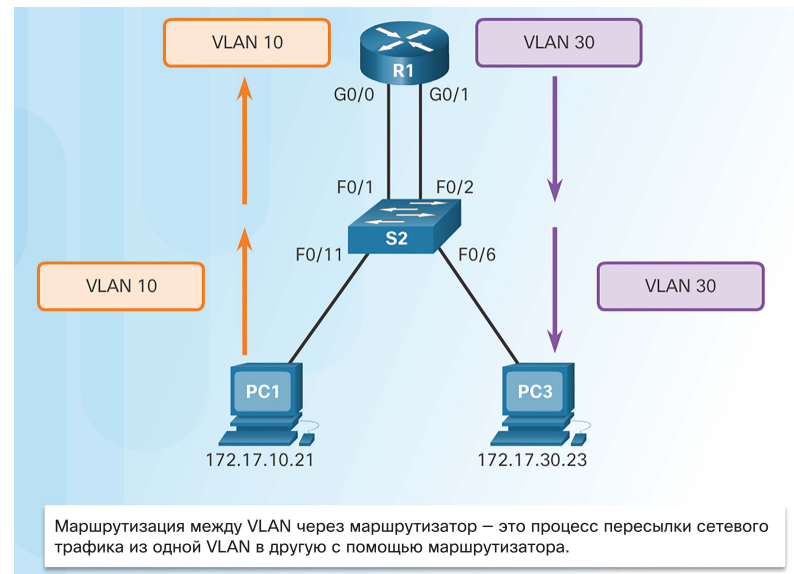 VLAN 10
VLAN 30
R1
G0/0
G0/1
F0/1
F0/2
S2
F0/11
F0/6
VLAN 10
VLAN 30
PC1
PC3
172.17.10.21
172.17.30.23
Маршрутизация между VLAN через маршрутизатор – это процесс пересылки сетевого
трафика из одной VLAN в другую с помощью маршрутизатора.